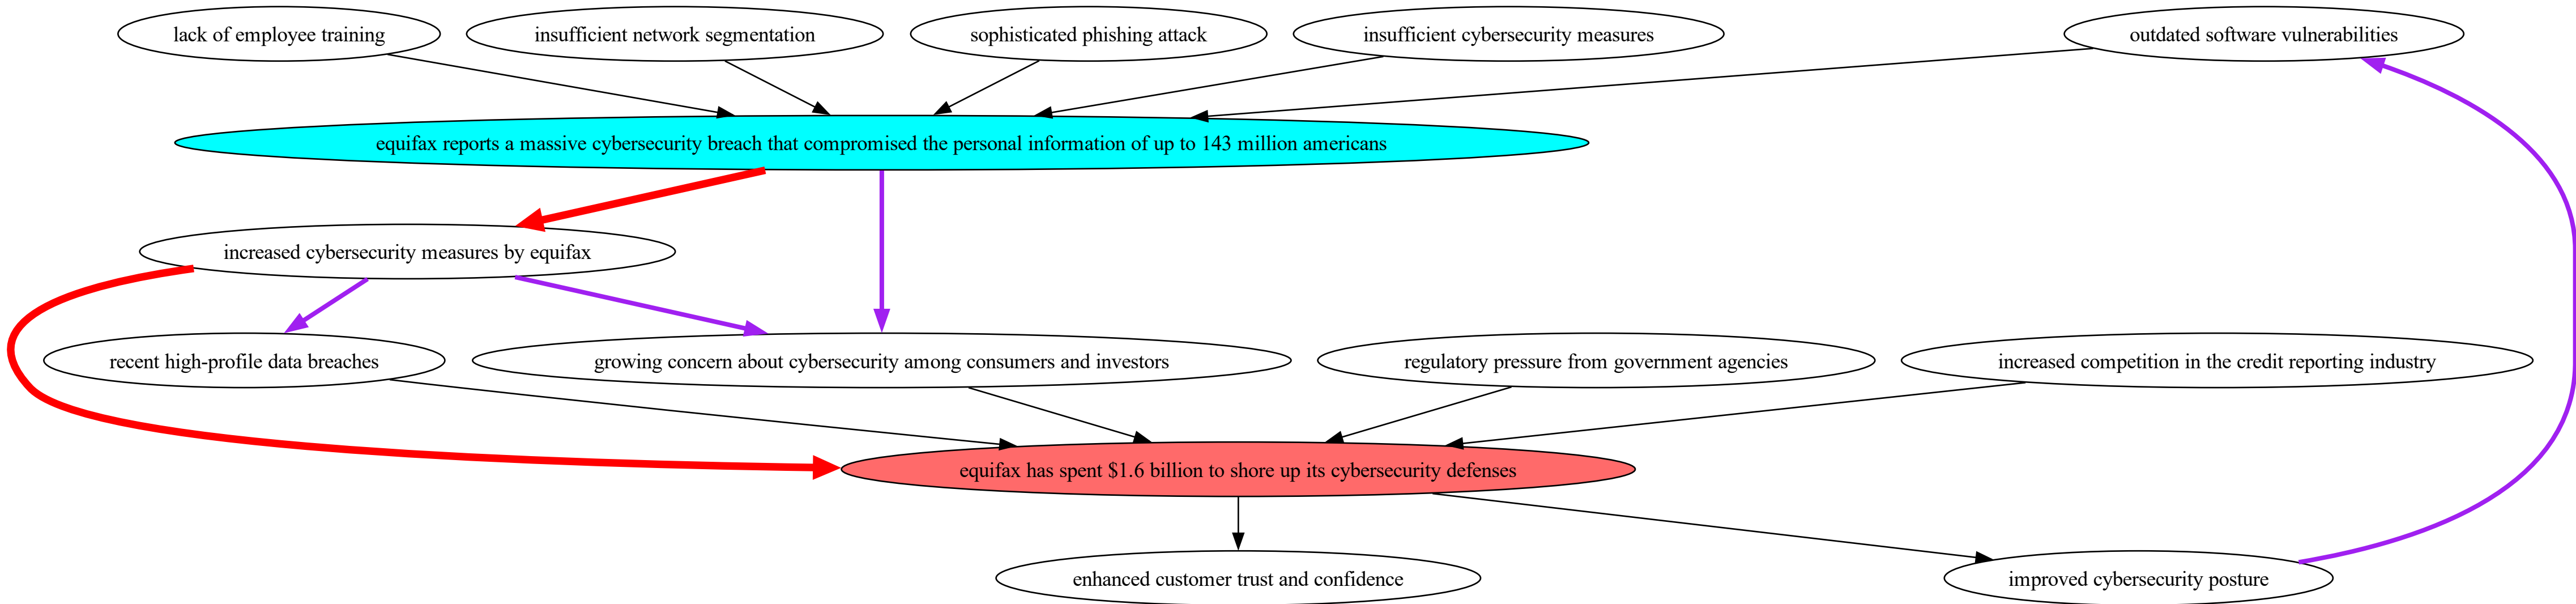 lack of employee training
insufficient network segmentation
sophisticated phishing attack
insufficient cybersecurity measures
outdated software vulnerabilities
equifax reports a massive cybersecurity breach that compromised the personal information of up to 143 million americans
increased cybersecurity measures by equifax
recent high-profile data breaches
growing concern about cybersecurity among consumers and investors
regulatory pressure from government agencies
increased competition in the credit reporting industry
equifax has spent $1.6 billion to shore up its cybersecurity defenses
enhanced customer trust and confidence
improved cybersecurity posture